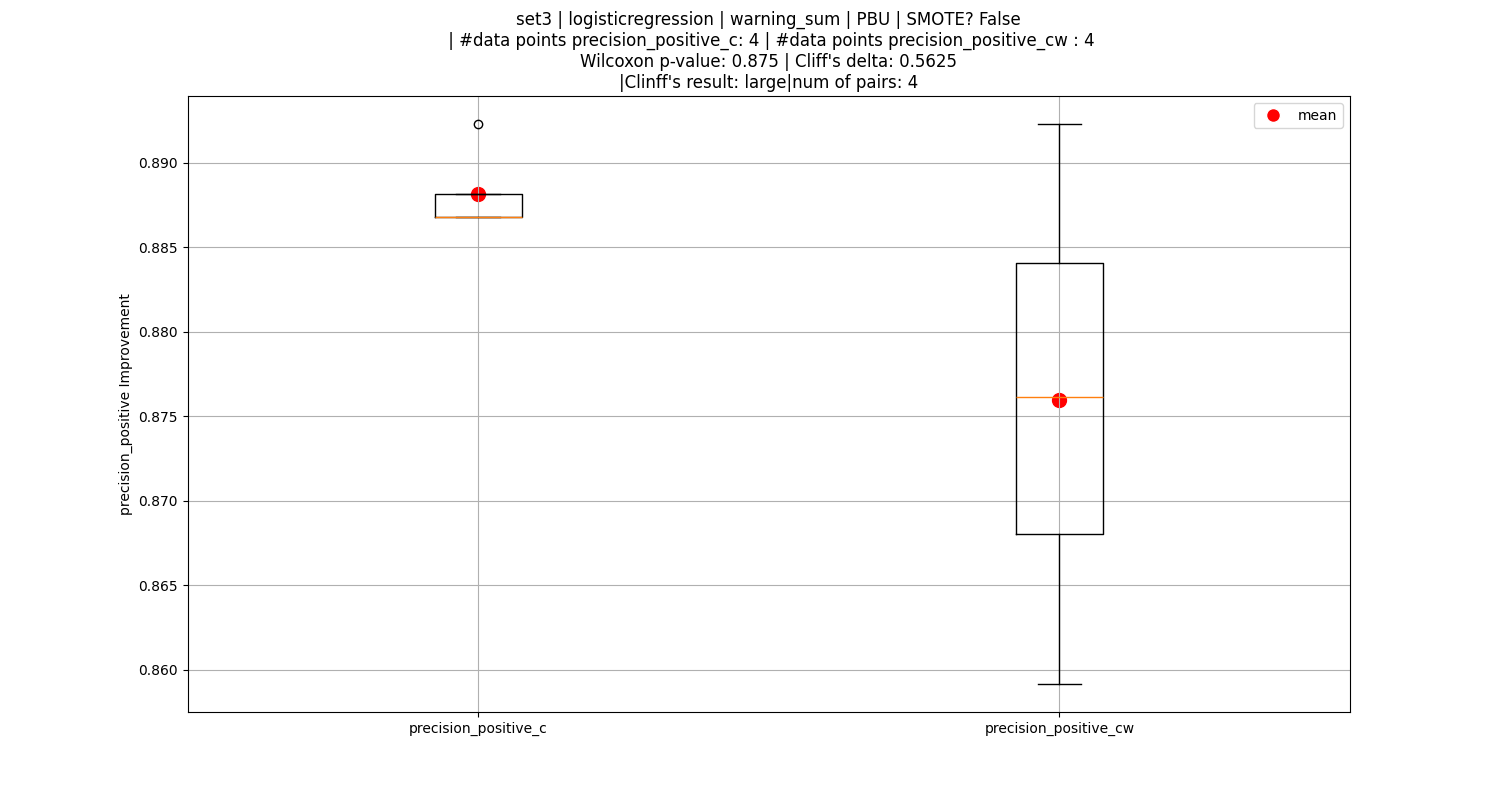 set3 | logisticregression | warning_sum | PBU | SMOTE? False
| #data points precision_positive_c: 4 | #data points precision_positive_cw : 4
Wilcoxon p-value: 0.875 | Cliff's delta: 0.5625
|Clinff's result: large|num of pairs: 4
mean
precision_positive Improvement
0.890
0.885
0.880
0.875
0.870
0.865
0.860
precision_positive_c
precision_positive_cw